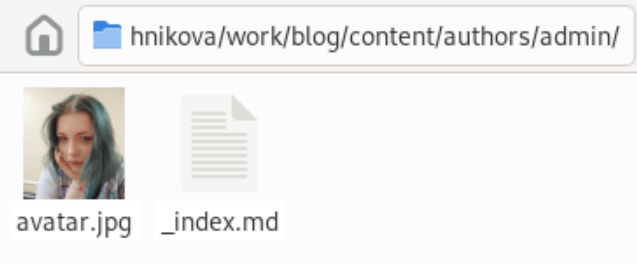 hnikova/work/blog/content/authors/admin/
avatar.jpg
_index.md